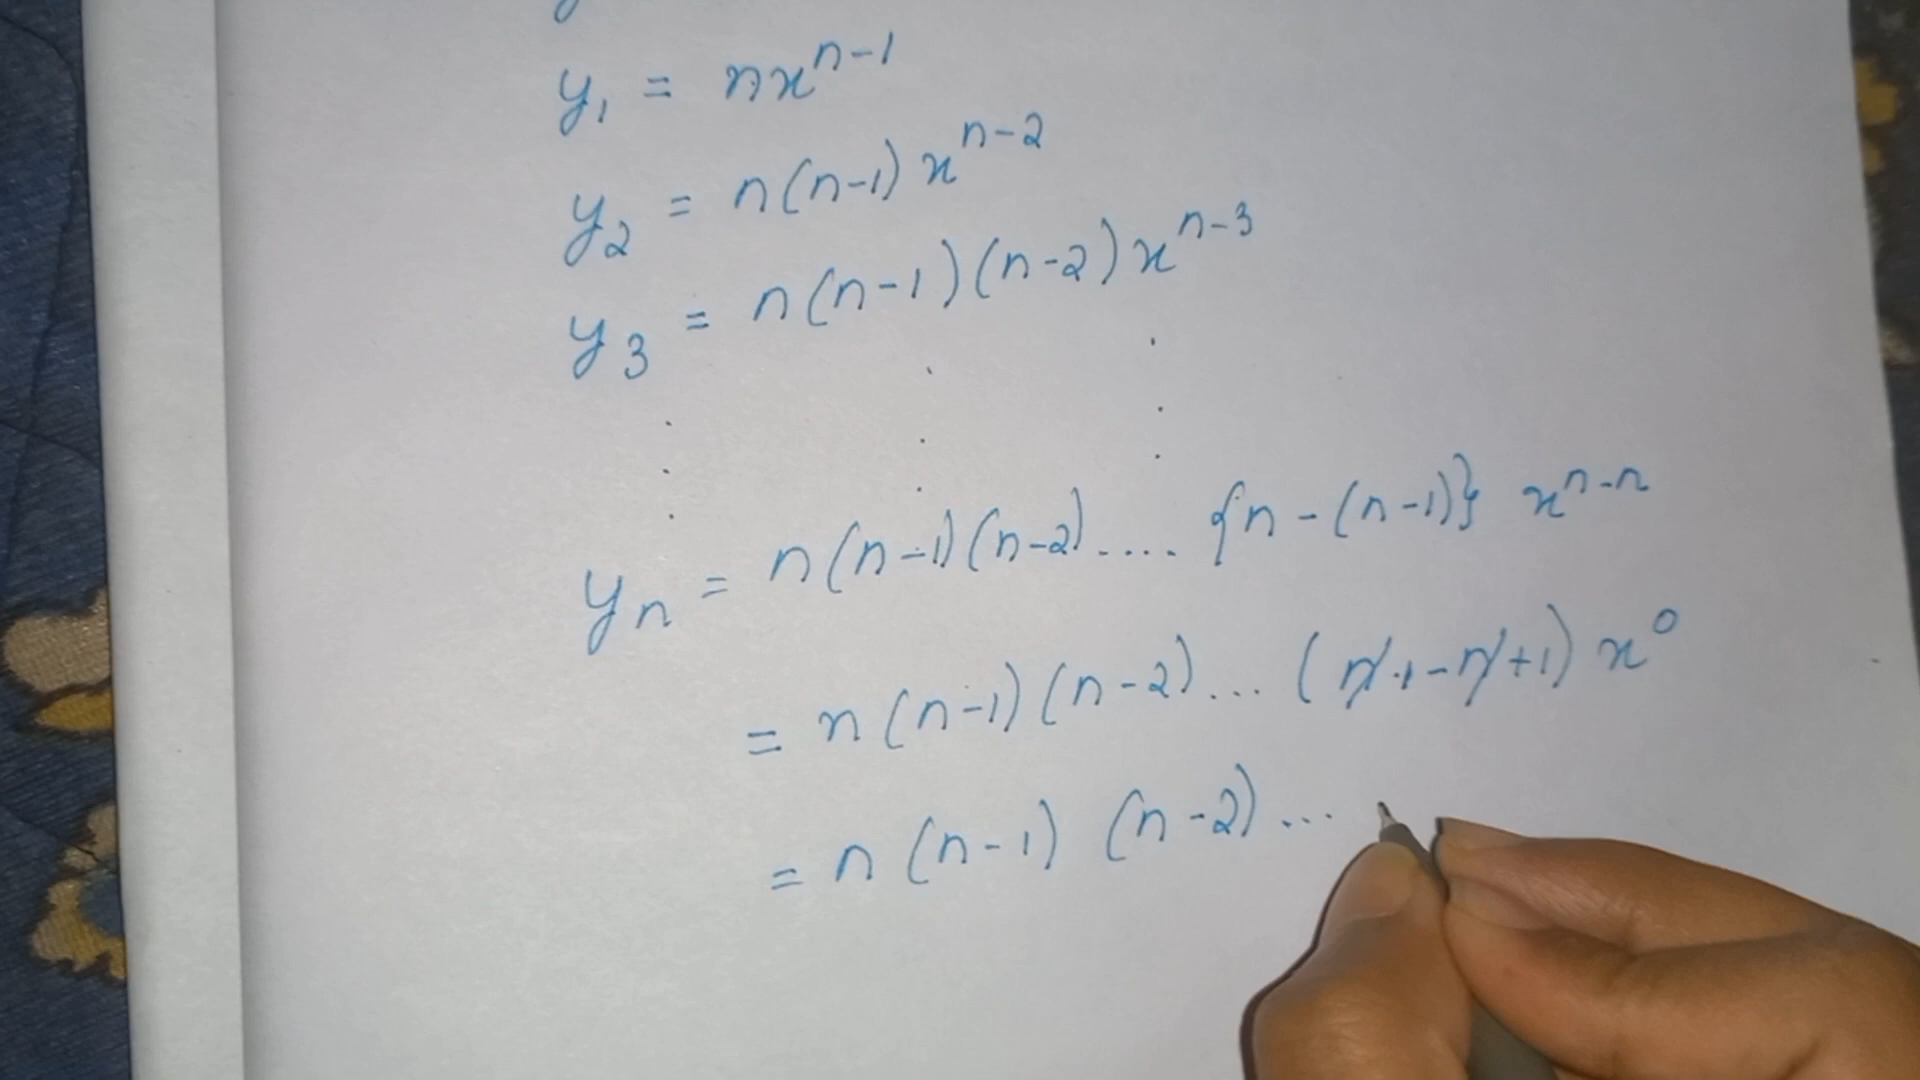 y₁ = nxⁿ⁻¹
y₂ = n(n-1) xⁿ⁻²
y₃ = n(n-1)(n-2) xⁿ⁻³
yₙ = n(n-1)(n-2).... {n-(n-1)} xⁿ⁻ⁿ
= n(n-1)(n-2)... (n-n+1) x⁰
= n(n-1) (n-2)...